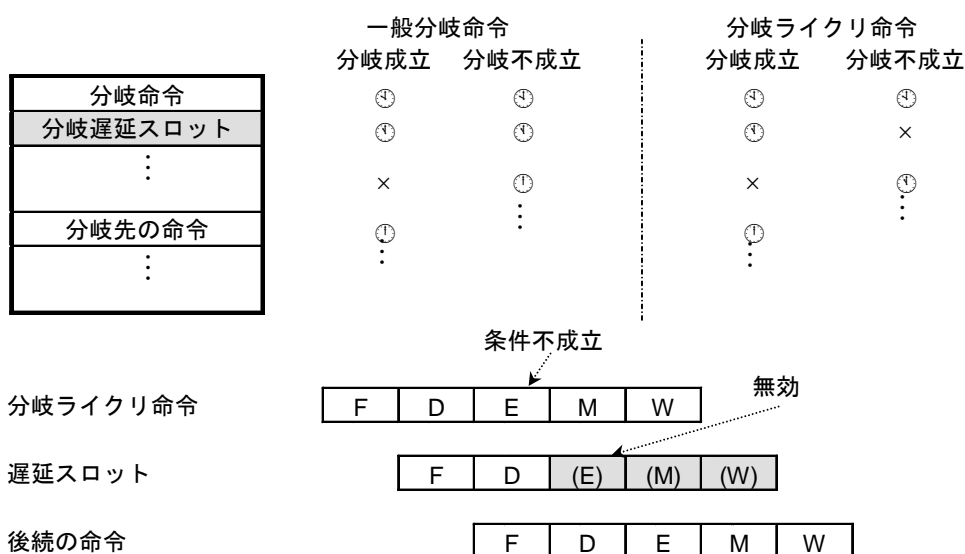 一般分岐命令 分岐ライクリ命令
分岐成立 分岐不成立 分岐成立 分岐不成立
分岐命令
分岐遅延スロット ×
⋮ × ⋮ ×
分岐先の命令 ⋮ ⋮ ⋮
⋮
条件不成立
無効
分岐ライクリ命令 F D E M W
遅延スロット F D (E) (M) (W)
後続の命令 F D E M W